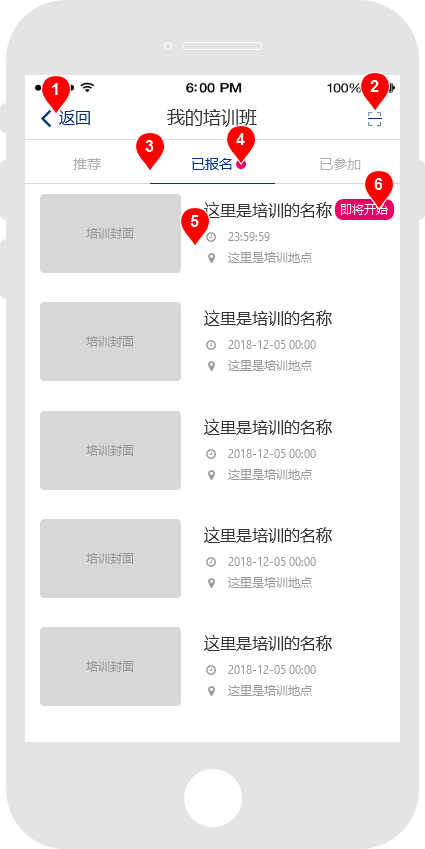 6:00 PM 100%
1
2
返回
我的培训班
3
4
推荐
已报名
已参加
6
5
这里是培训的名称
即将开始
培训封面
23:59:59
这里是培训地点
这里是培训的名称
培训封面
2018-12-05 00:00
这里是培训地点
这里是培训的名称
培训封面
2018-12-05 00:00
这里是培训地点
这里是培训的名称
培训封面
2018-12-05 00:00
这里是培训地点
这里是培训的名称
培训封面
2018-12-05 00:00
这里是培训地点